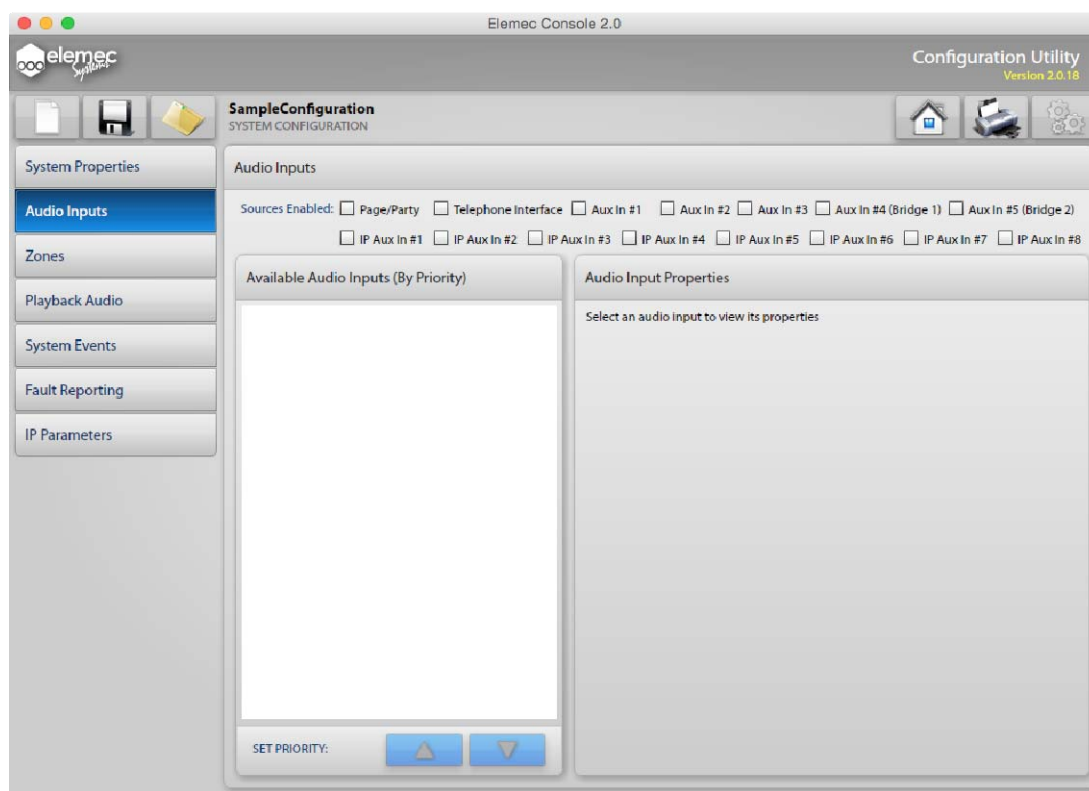 Elemec Console 2.0
elemec
Systems
Configuration Utility
Version 2.0.18
SampleConfiguration
SYSTEM CONFIGURATION
System Properties
Audio Inputs
Zones
Playback Audio
System Events
Fault Reporting
IP Parameters
Audio Inputs
Sources Enabled: Page/Party Telephone Interface Aux In #1 Aux In #2 Aux In #3 Aux In #4 (Bridge 1) Aux In #5 (Bridge 2)
IP Aux In #1 IP Aux In #2 IP Aux In #3 IP Aux In #4 IP Aux In #5 IP Aux In #6 IP Aux In #7 IP Aux In #8
Available Audio Inputs (By Priority)
SET PRIORITY:
Audio Input Properties
Select an audio input to view its properties